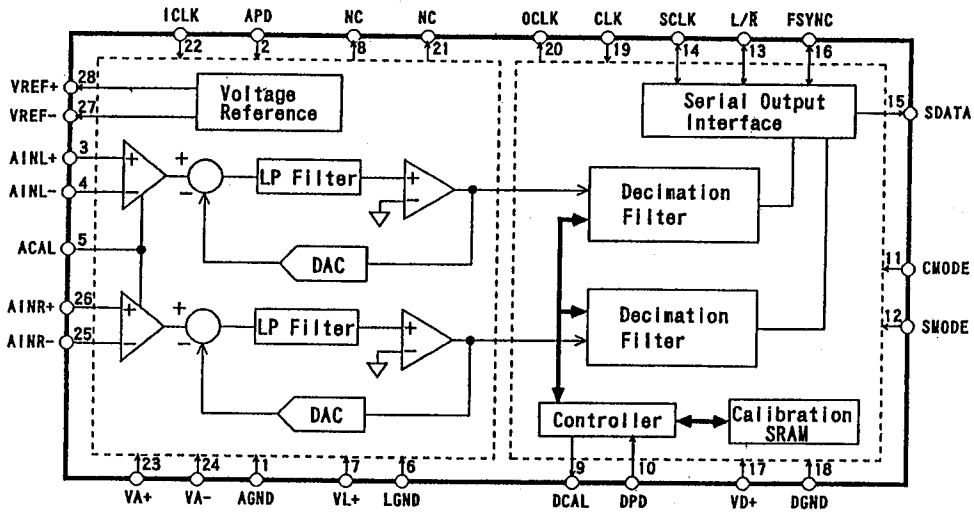 ICLK APD NC NC OCLK CLK SCLK L/R̅ FSYNC
22 2 8 21 20 19 14 13 16
VREF+ 28
VREF- 27
Voltage
Reference
Serial Output
Interface
15 SDATA
AINL+ 3
AINL- 4
+ -
+ -
LP Filter
+ -
Decimation
Filter
ACAL 5
DAC
11 CMODE
AINR+ 26
AINR- 25
+ -
+ -
LP Filter
+ -
Decimation
Filter
12 SMODE
DAC
Controller
Calibration
SRAM
23 24 1 7 6 9 10 17 18
VA+ VA- AGND VL+ LGND DCAL DPD VD+ DGND